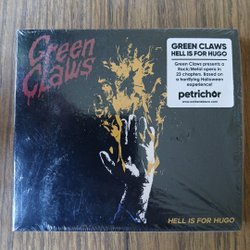 Green
Claws
GREEN CLAWS
HELL IS FOR HUGO
Green Claws presents a
Rock/Metal opera in
23 chapters. Based on
a horrifying Halloween
experience!
petrichor
HELL IS FOR HUGO